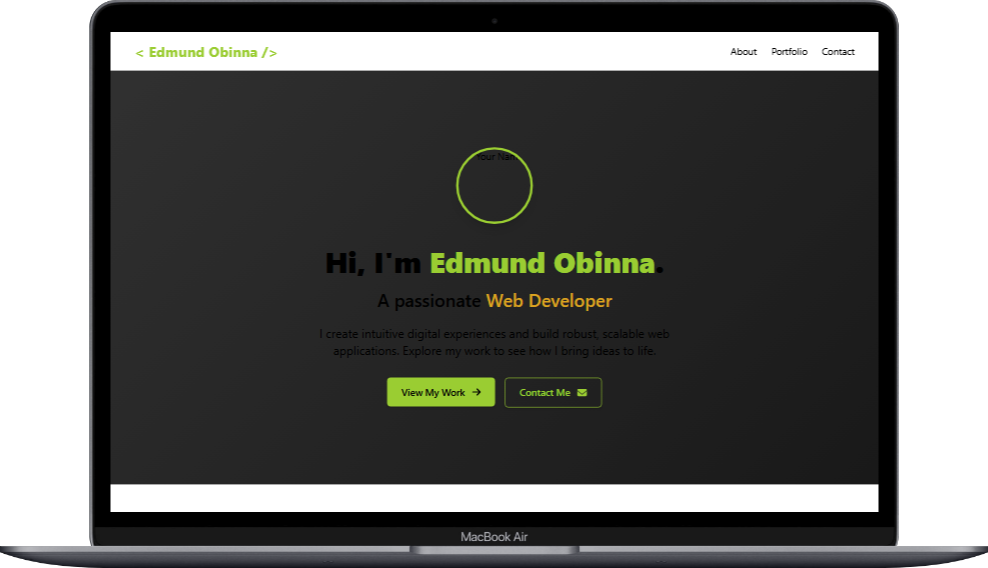 < Edmund Obinna />
About Portfolio Contact
Your Nam
Hi, I'm Edmund Obinna.
A passionate Web Developer
I create intuitive digital experiences and build robust, scalable web
applications. Explore my work to see how I bring ideas to life.
View My Work
Contact Me
MacBook Air